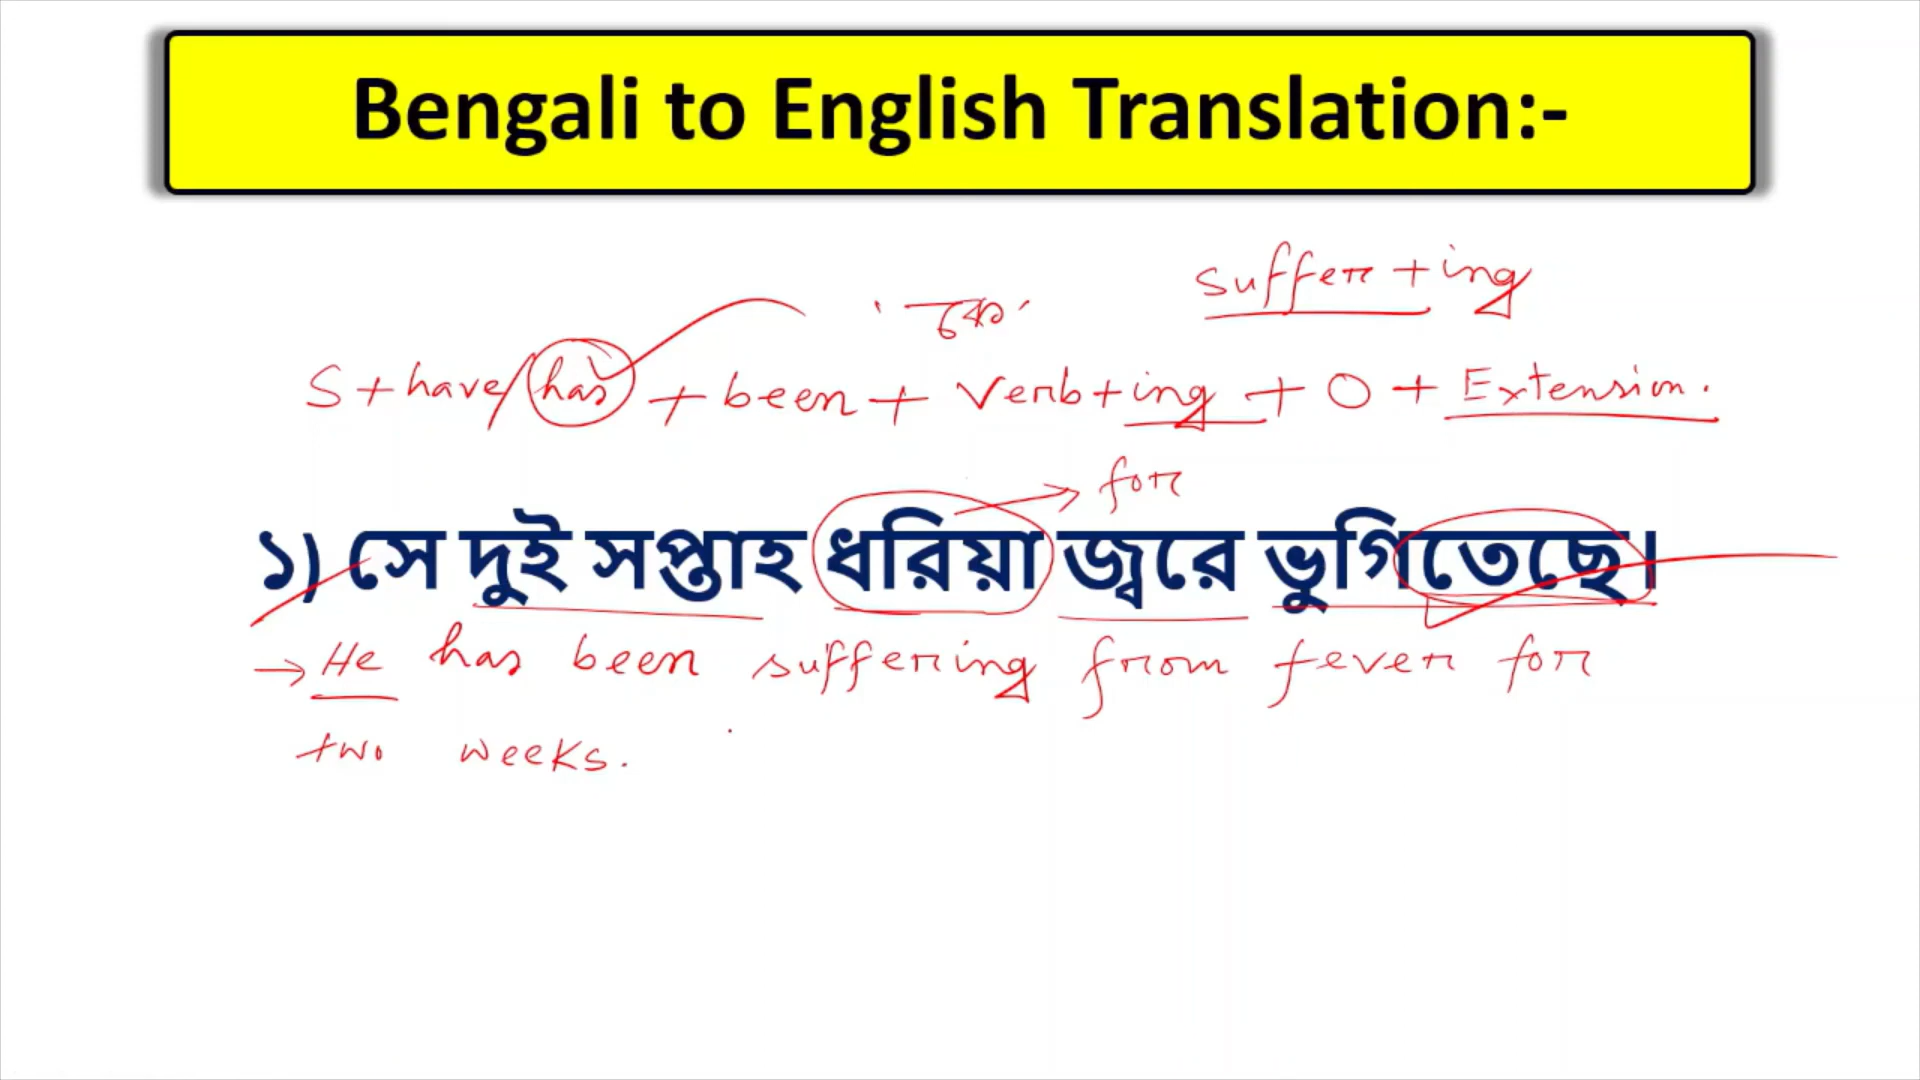 Bengali to English Translation:-
suffer + ing
'কে'
S + have/has + been + Verb + ing + O + Extension.
for
১) সে দুই সপ্তাহ ধরিয়া জ্বরে ভুগিতেছে।
→ He has been suffering from fever for
two weeks.